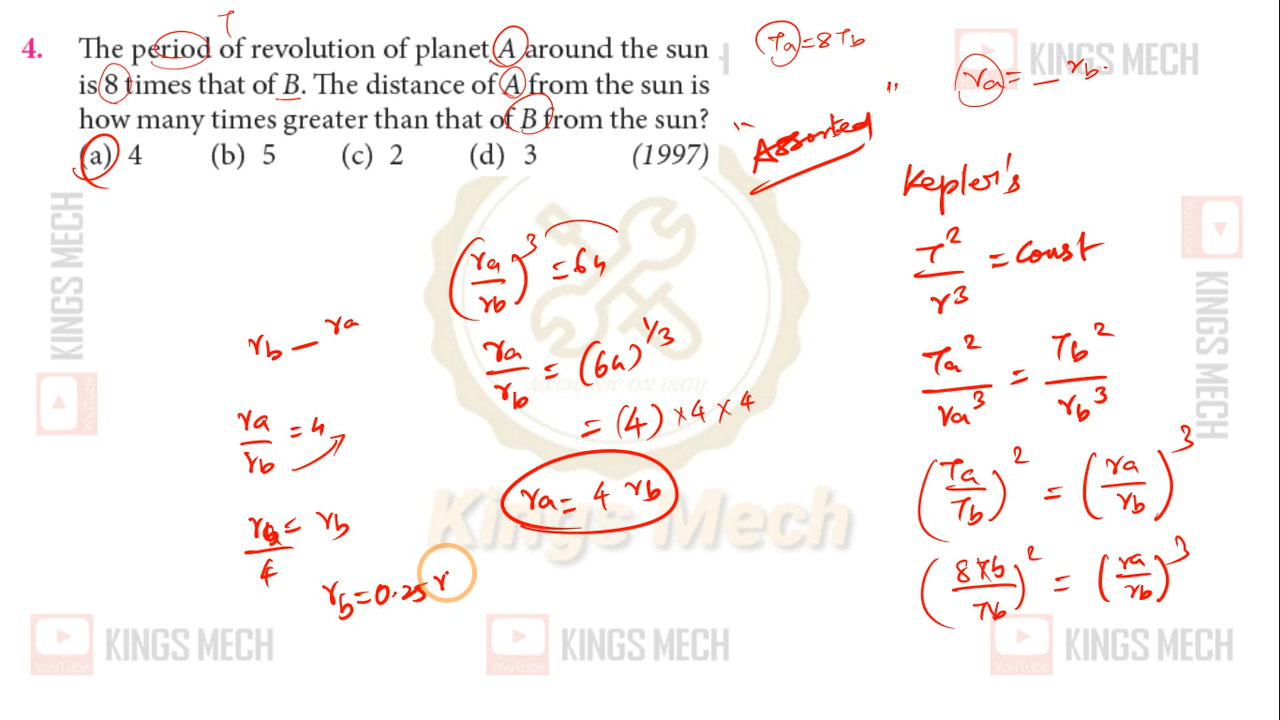 T
4. The period of revolution of planet A around the sun
is 8 times that of B. The distance of A from the sun is
how many times greater than that of B from the sun?
(a) 4 (b) 5 (c) 2 (d) 3 (1997)
Ta = 8Tb
" ra = _ rb.
" Assorted
Kepler's
T² / r³ = const
Ta² / ra³ = Tb² / rb³
(Ta / Tb)² = (ra / rb)³
(8Tb / Tb)² = (ra / rb)³
(ra / rb)³ = 64
ra / rb = (64)^1/3
= (4) × 4 × 4
ra = 4 rb
rb — ra
ra / rb = 4
ra / 4 = rb
rb = 0.25 r
Kings Mech
KINGS MECH
KINGS MECH
KINGS MECH
YouTube
KINGS MECH
YouTube
KINGS MECH
YouTube
KINGS MECH
YouTube
KINGS MECH
YouTube